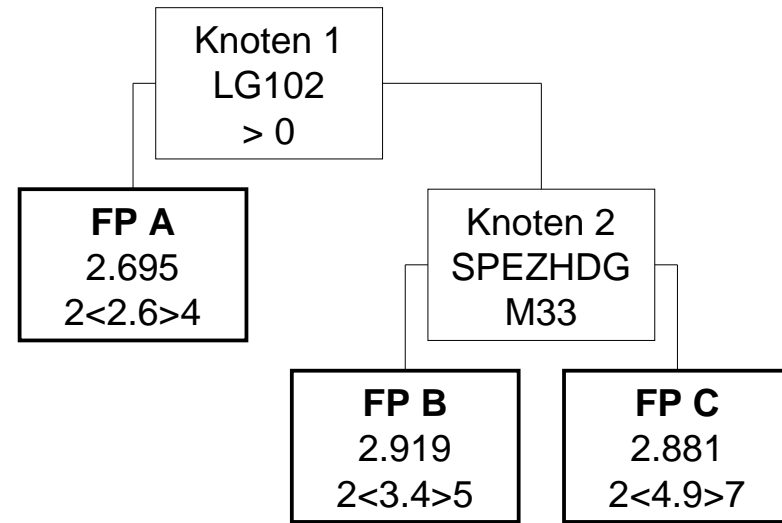 Knoten 1
LG102
> 0
FP A
2.695
2<2.6>4
Knoten 2
SPEZHDG
M33
FP B
2.919
2<3.4>5
FP C
2.881
2<4.9>7